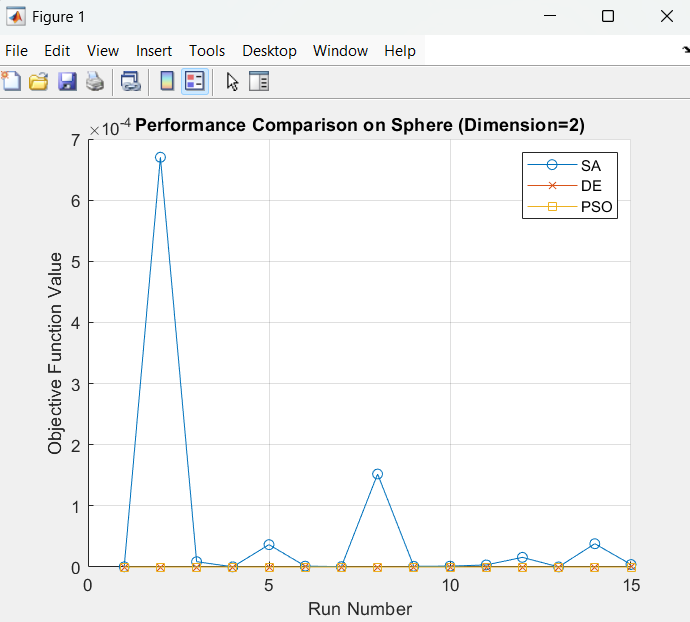 Figure 1
File Edit View Insert Tools Desktop Window Help
×10-4 Performance Comparison on Sphere (Dimension=2)
7
6
5
4
3
2
1
0
Objective Function Value
SA
DE
PSO
0 5 10 15
Run Number